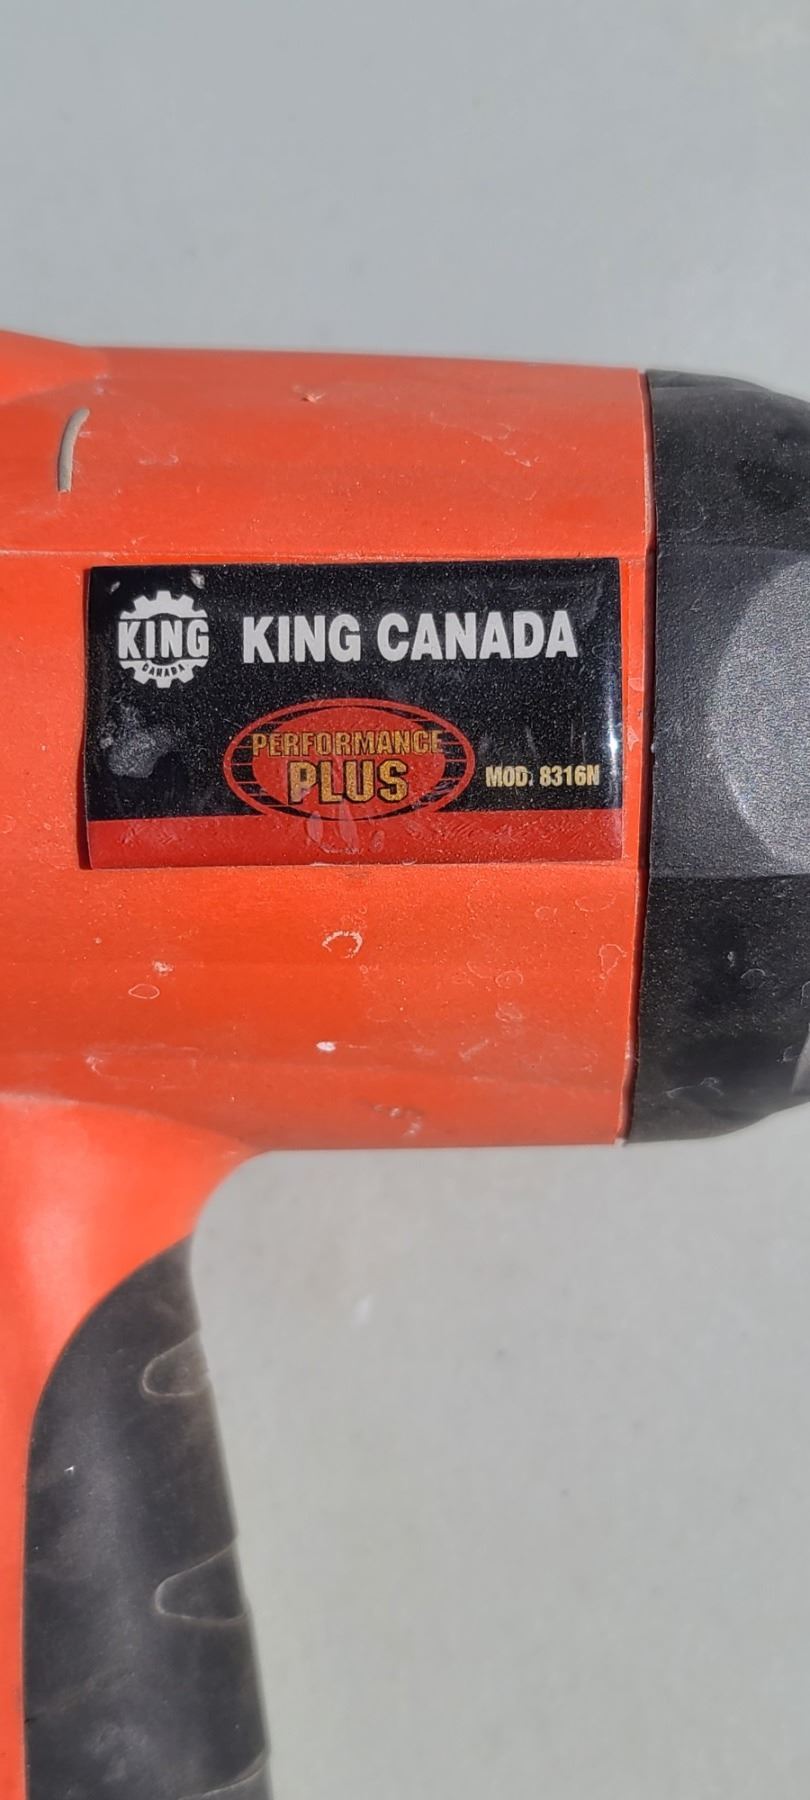 KING
CANADA
KING CANADA
PERFORMANCE
PLUS
MOD. 8316N